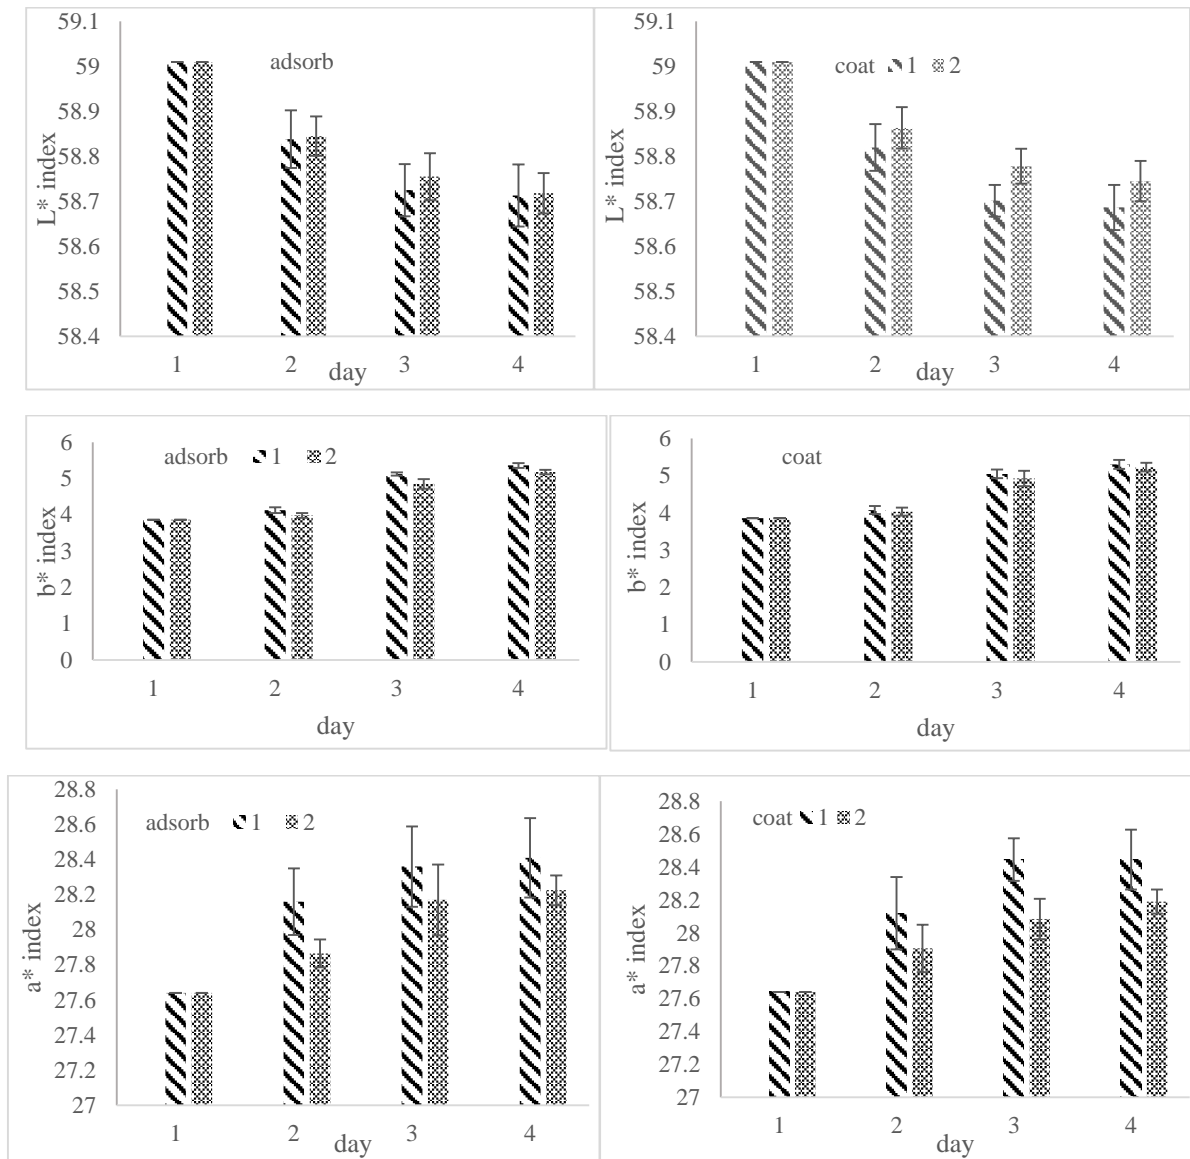 59.1
59
58.9
58.8
58.7
58.6
58.5
58.4
L* index
adsorb
1 2 3 4
day
59.1
59
58.9
58.8
58.7
58.6
58.5
58.4
L* index
coat 1 2
1 2 3 4
day
6
5
4
3
2
1
0
b* index
adsorb 1 2
1 2 3 4
day
6
5
4
3
2
1
0
b* index
coat
1 2 3 4
day
28.8
28.6
28.4
28.2
28
27.8
27.6
27.4
27.2
27
a* index
adsorb 1 2
1 2 3 4
day
28.8
28.6
28.4
28.2
28
27.8
27.6
27.4
27.2
27
a* index
coat 1 2
1 2 3 4
day